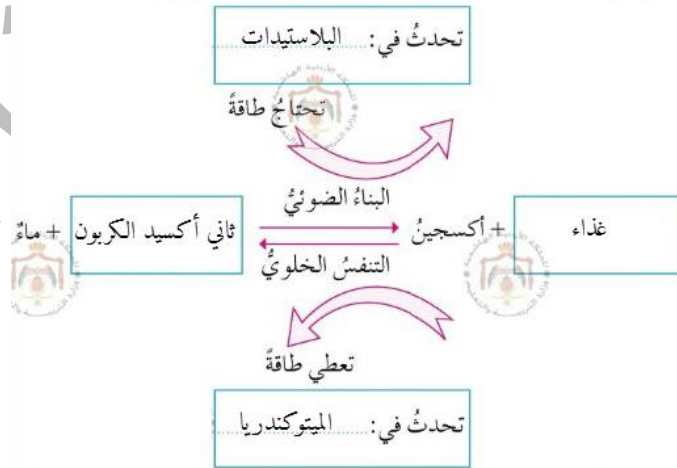 تحدثُ في: البلاستيدات
تحتاجُ طاقةً
البناءُ الضوئيُّ
غذاء + أكسجينُ
ثاني أكسيد الكربون + ماءٌ
التنفسُ الخلويُّ
تعطي طاقةً
تحدثُ في: الميتوكندريا